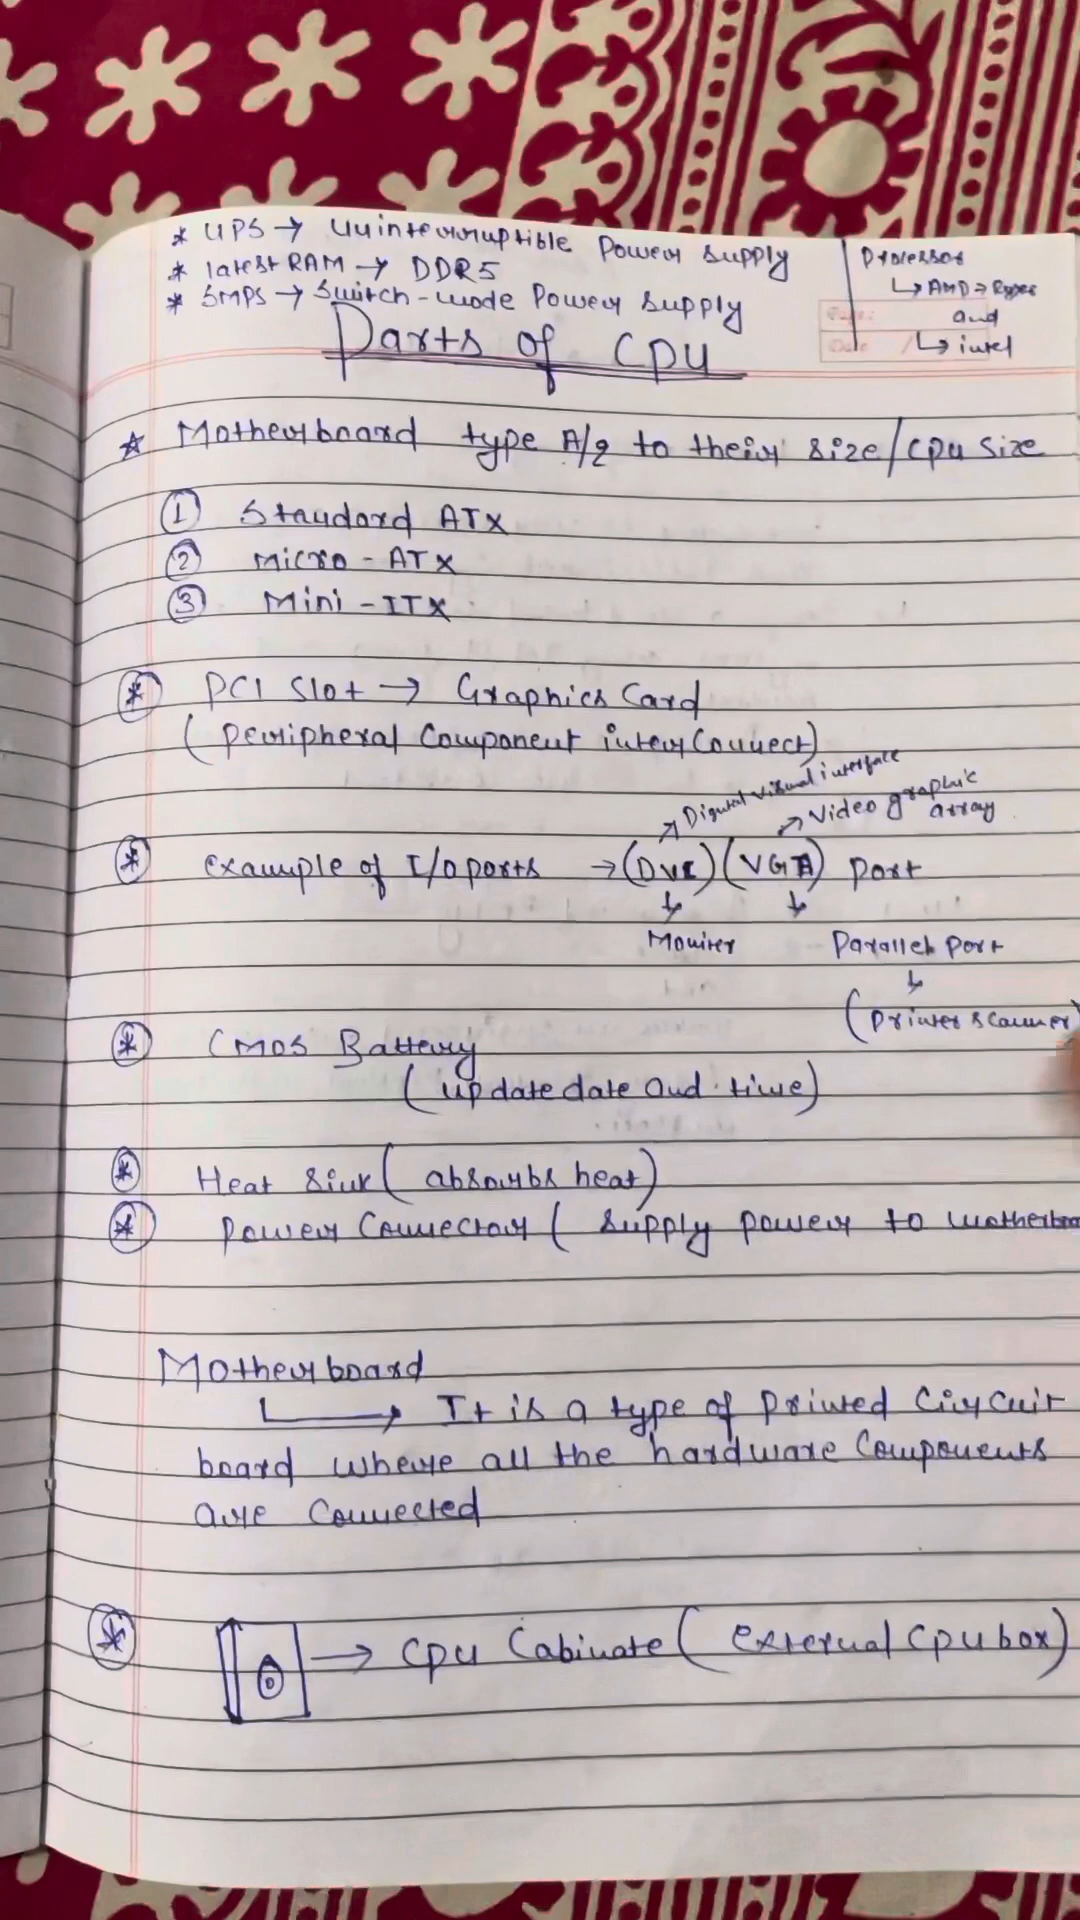 * UPS → Uninterruptible Power Supply
* latest RAM → DDR5
* SMPS → Switch-mode Power Supply
Processor
↳ AMD →
and
↳ intel
Date
Parts of CPU
☆ Motherboard type A/2 to their size/CPU Size
① Standard ATX
② Micro-ATX
③ Mini-ITX
* PCI Slot → Graphics Card
(Peripheral Component interConnect)
↗ Digital visual interface
↗ Video graphic array
* example of I/O ports → (DVI) (VGA) Port
↓ ↓
Moniter Parallel Port
↓
(Printer scanner)
* CMOS Battery
(update date and time)
* Heat Sink (absorbs heat)
* Power Connector (Supply power to motherboa
Motherboard
↳ It is a type of Printed Circuit
board where all the hardware Components
are Connected
* → CPU Cabinate (external CPU box)